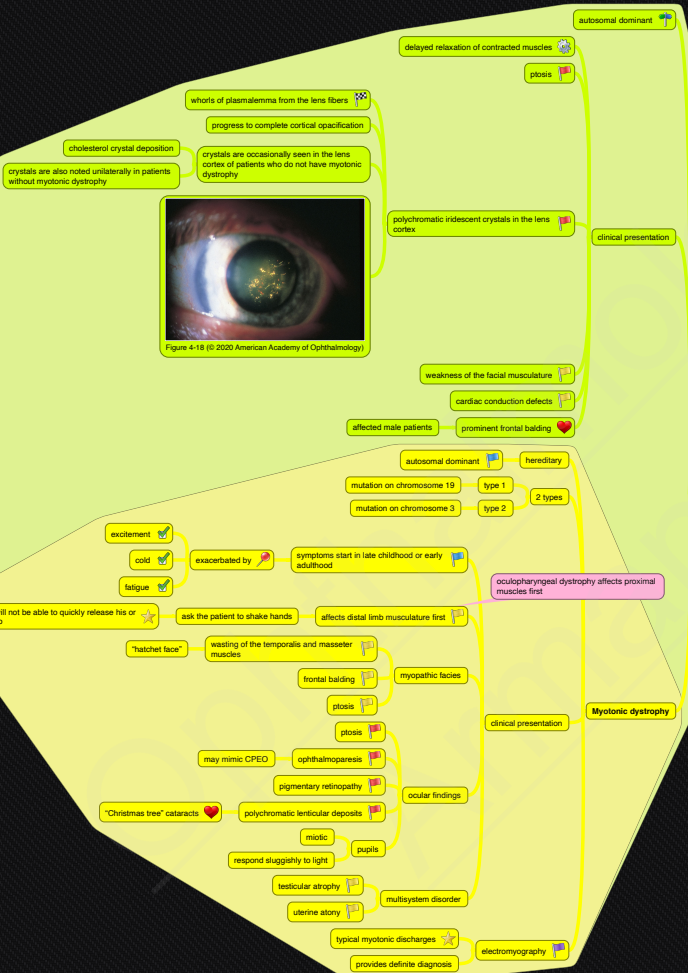 autosomal dominant
delayed relaxation of contracted muscles
ptosis
whorls of plasmalemma from the lens fibers
progress to complete cortical opacification
cholesterol crystal deposition
crystals are also noted unilaterally in patients
without myotonic dystrophy
crystals are occasionally seen in the lens
cortex of patients who do not have myotonic
dystrophy
Figure 4-18 (© 2020 American Academy of Ophthalmology)
polychromatic iridescent crystals in the lens
cortex
clinical presentation
weakness of the facial musculature
cardiac conduction defects
affected male patients
prominent frontal balding
autosomal dominant
hereditary
mutation on chromosome 19
type 1
mutation on chromosome 3
type 2
2 types
excitement
cold
fatigue
exacerbated by
symptoms start in late childhood or early
adulthood
oculopharyngeal dystrophy affects proximal
muscles first
will not be able to quickly release his or
ask the patient to shake hands
affects distal limb musculature first
"hatchet face"
wasting of the temporalis and masseter
muscles
frontal balding
ptosis
myopathic facies
Myotonic dystrophy
clinical presentation
ptosis
may mimic CPEO
ophthalmoparesis
pigmentary retinopathy
"Christmas tree" cataracts
polychromatic lenticular deposits
ocular findings
miotic
respond sluggishly to light
pupils
testicular atrophy
uterine atony
multisystem disorder
typical myotonic discharges
provides definite diagnosis
electromyography